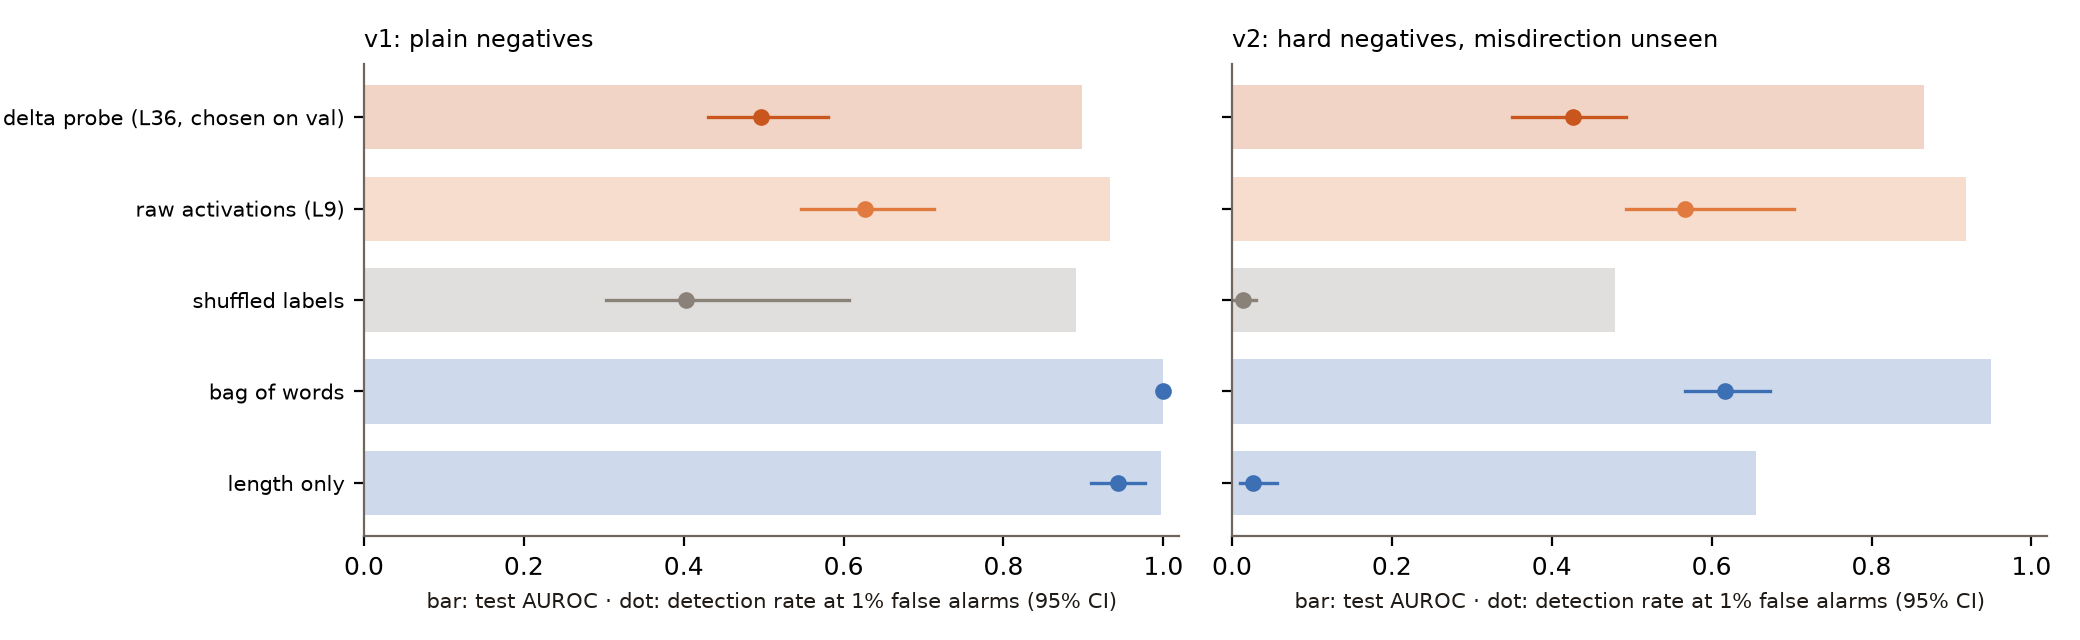 v1: plain negatives
v2: hard negatives, misdirection unseen
delta probe (L36, chosen on val)
raw activations (L9)
shuffled labels
bag of words
length only
0.0 0.2 0.4 0.6 0.8 1.0
0.0 0.2 0.4 0.6 0.8 1.0
bar: test AUROC · dot: detection rate at 1% false alarms (95% CI)
bar: test AUROC · dot: detection rate at 1% false alarms (95% CI)